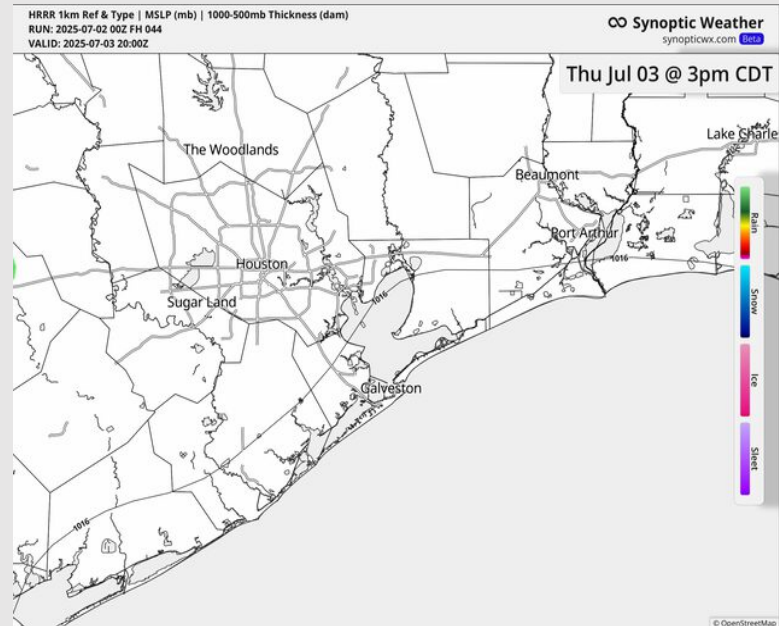 HRRR 1km Ref & Type | MSLP (mb) | 1000-500mb Thickness (dam)
RUN: 2025-07-02 00Z FH 044
VALID: 2025-07-03 20:00Z
Synoptic Weather
synopticwx.com Beta
Thu Jul 03 @ 3pm CDT
Lake Charle
The Woodlands
Beaumont
Port Arthur
1016
Houston
Sugar Land
1016
Galveston
1016
Rain
Snow
Ice
Sleet
© OpenStreetMap